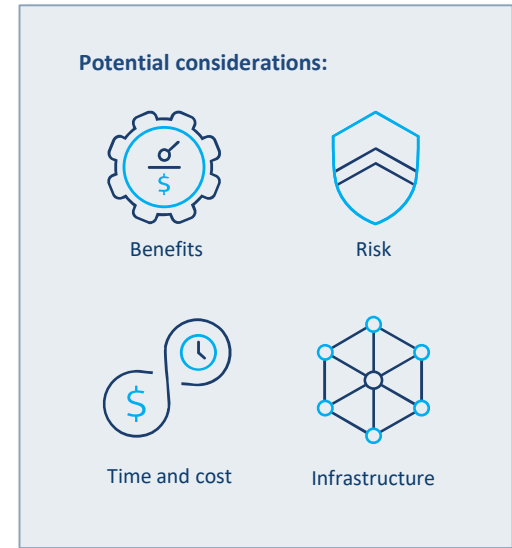 Potential considerations:
$
Benefits
Risk
$
Time and cost
Infrastructure